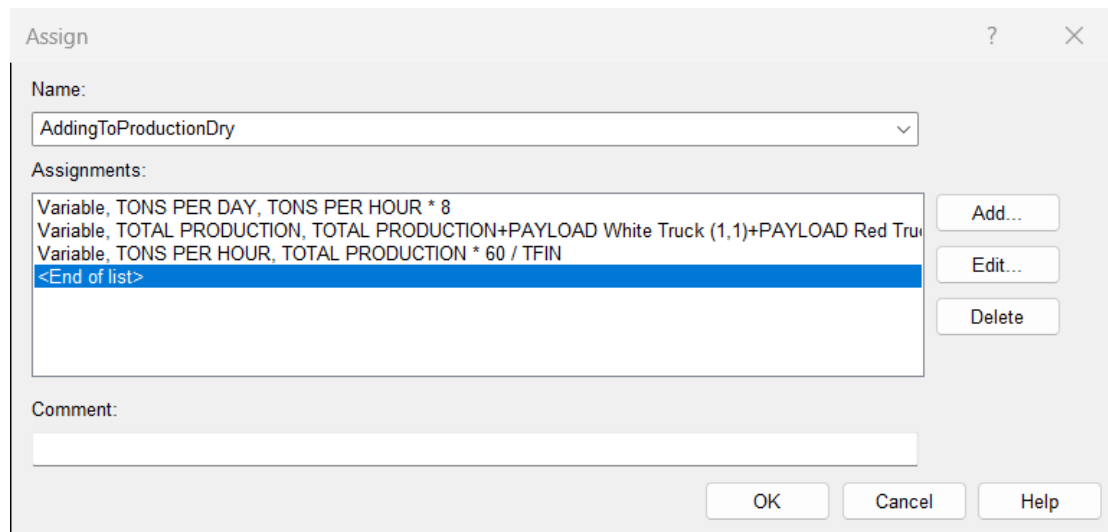 Assign
Name:
AddingToProductionDry
Assignments:
Variable, TONS PER DAY, TONS PER HOUR * 8
Variable, TOTAL PRODUCTION, TOTAL PRODUCTION+PAYLOAD White Truck (1,1)+PAYLOAD Red
Variable, TONS PER HOUR, TOTAL PRODUCTION * 60 / TFIN
<End of list>
Add...
Edit...
Delete
Comment:
OK Cancel Help